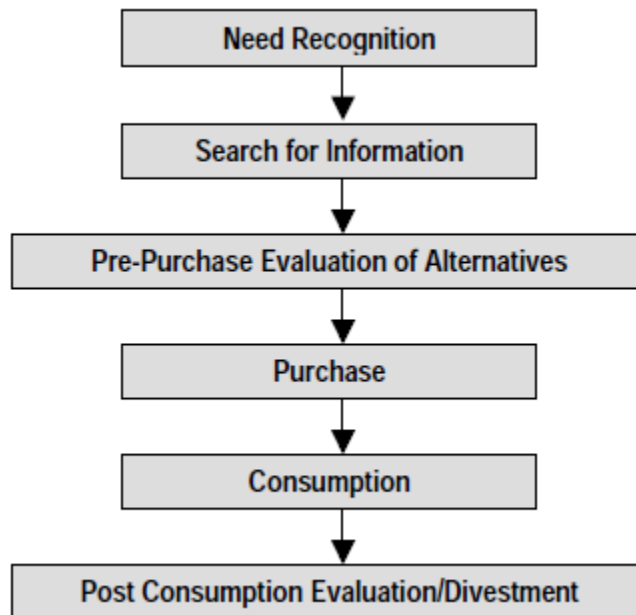 Need Recognition
Search for Information
Pre-Purchase Evaluation of Alternatives
Purchase
Consumption
Post Consumption Evaluation/Divestment